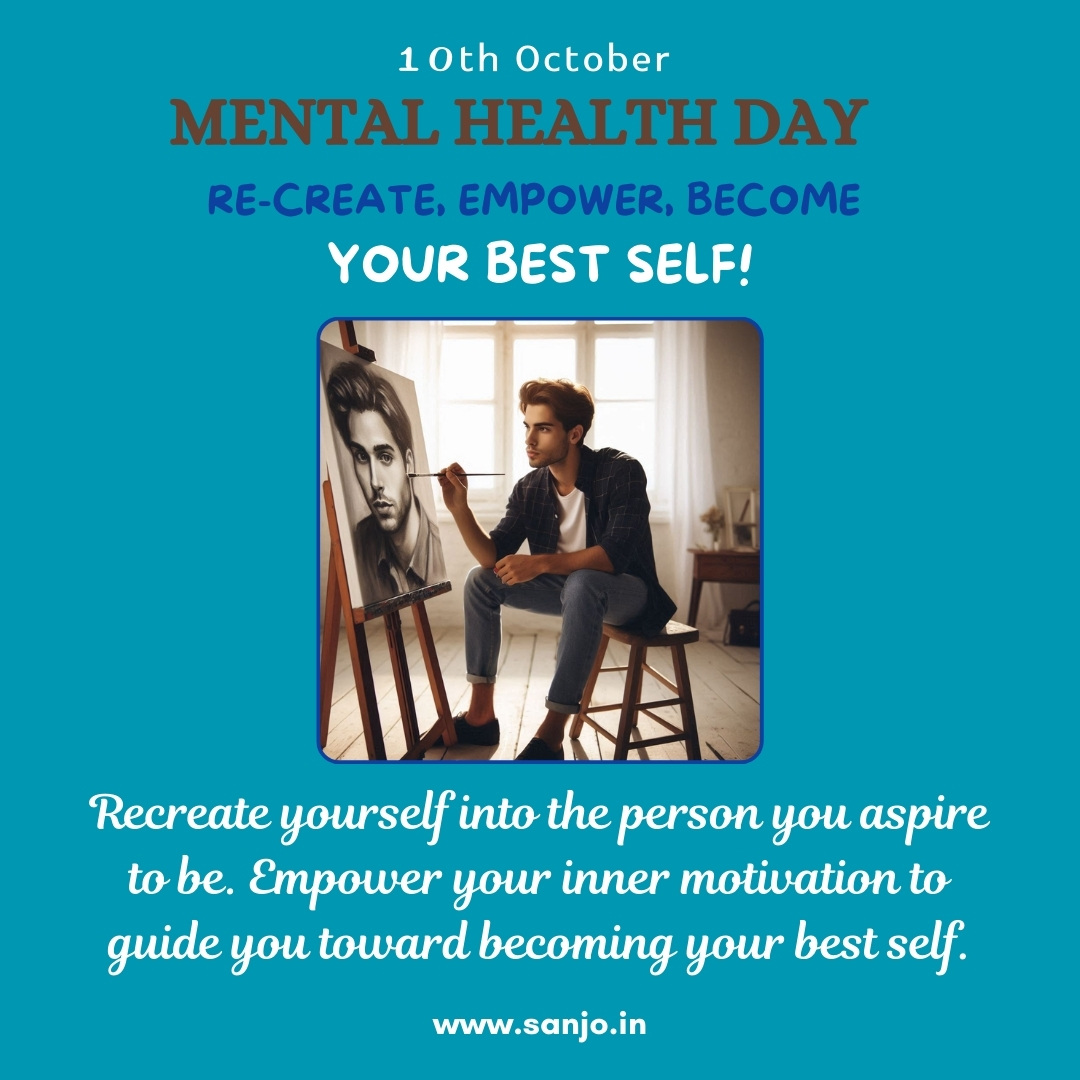 10th October
MENTAL HEALTH DAY
RE-CREATE, EMPOWER, BECOME
YOUR BEST SELF!
Recreate yourself into the person you aspire
to be. Empower your inner motivation to
guide you toward becoming your best self.
www.sanjo.in